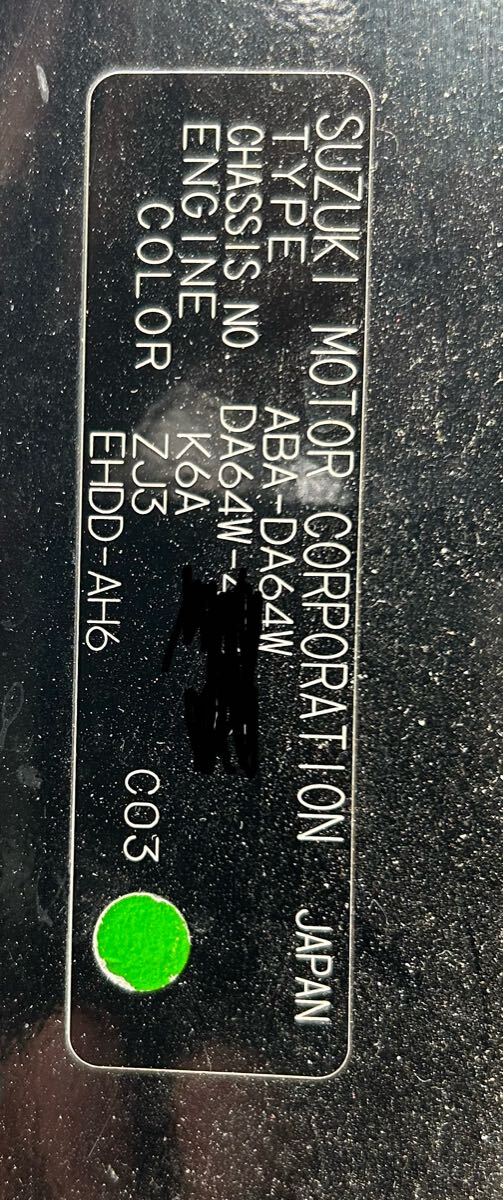 SUZUKI MOTOR CORPORATION JAPAN
TYPE ABA-DA64W
CHASSIS NO. DA64W-
ENGINE K6A
COLOR ZJ3 C03
EHDD-AH6